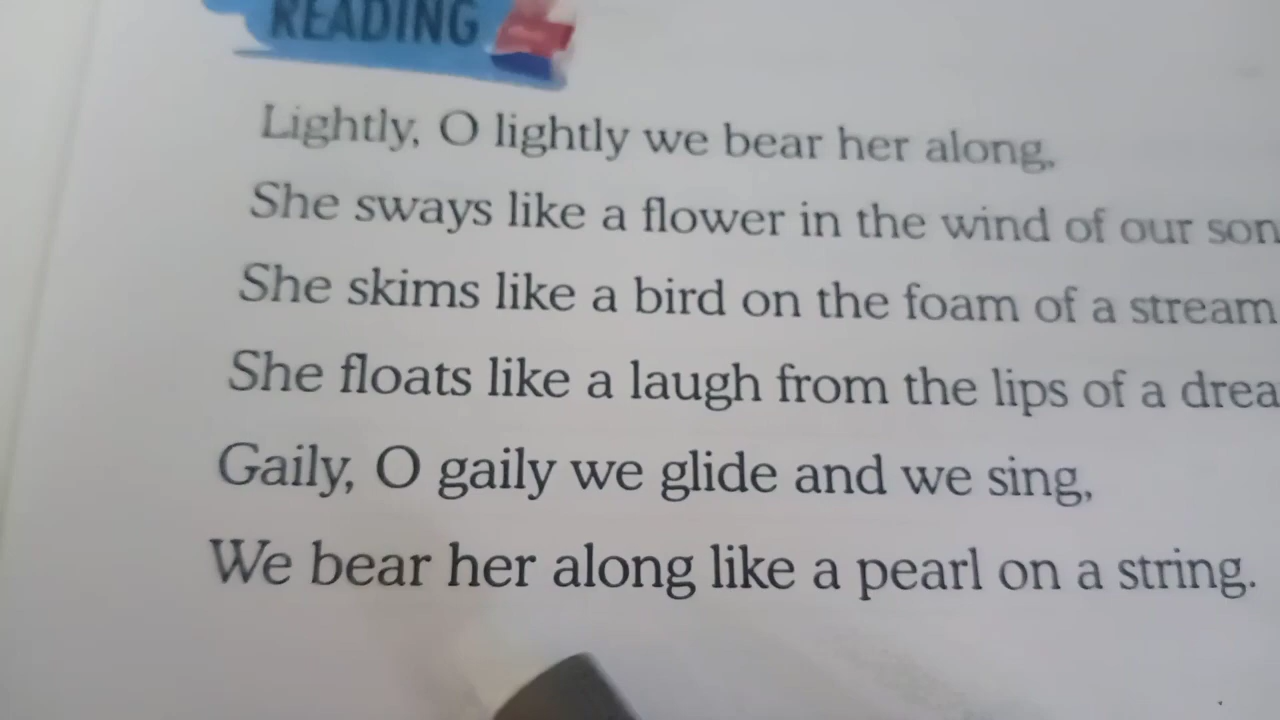 READING
Lightly, O lightly we bear her along,
She sways like a flower in the wind of our son
She skims like a bird on the foam of a stream
She floats like a laugh from the lips of a drea
Gaily, O gaily we glide and we sing,
We bear her along like a pearl on a string.